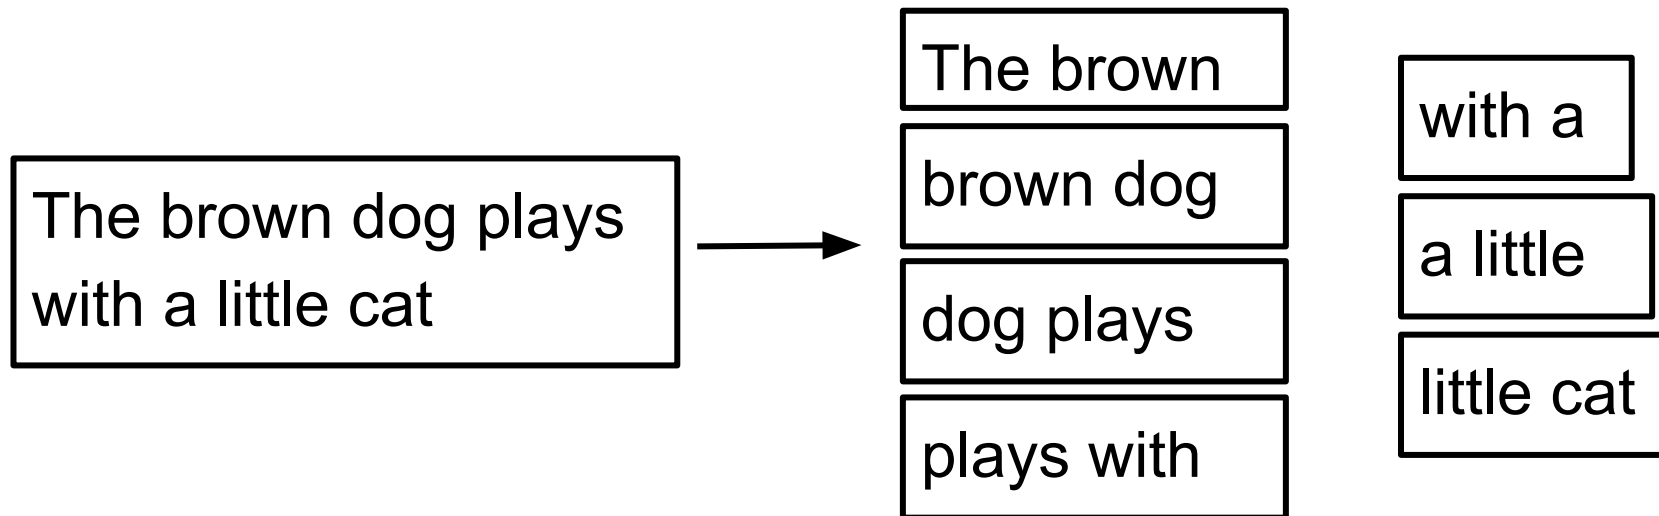 The brown dog plays
with a little cat
The brown
brown dog
dog plays
plays with
with a
a little
little cat